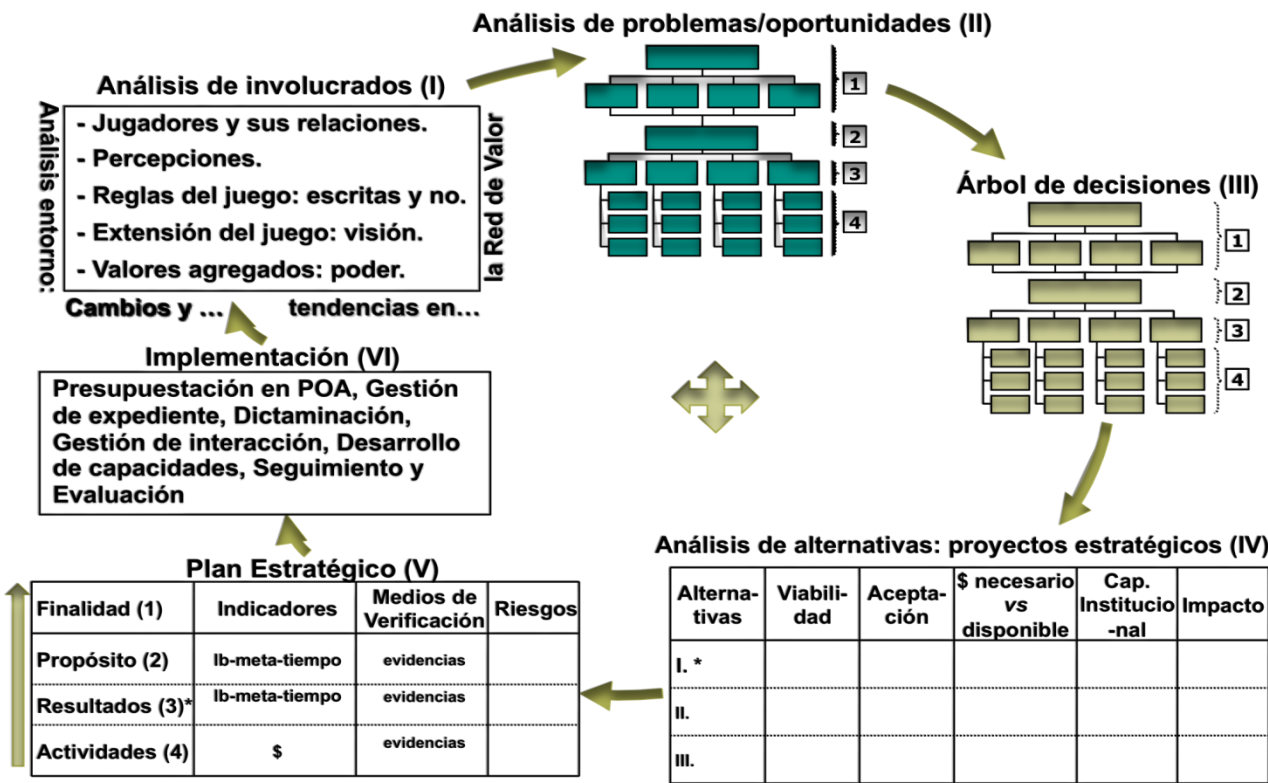 Análisis de problemas/oportunidades (II)
1
2
3
4
Análisis de involucrados (I)
Análisis entorno:
- Jugadores y sus relaciones.
- Percepciones.
- Reglas del juego: escritas y no.
- Extensión del juego: visión.
- Valores agregados: poder.
la Red de Valor
Cambios y ...
tendencias en...
Árbol de decisiones (III)
1
2
3
4
Implementación (VI)
Presupuestación en POA, Gestión
de expediente, Dictaminación,
Gestión de interacción, Desarrollo
de capacidades, Seguimiento y
Evaluación
Análisis de alternativas: proyectos estratégicos (IV)
Alterna-
tivas
Viabili-
dad
Acepta-
ción
$ necesario
vs
disponible
Cap.
Institucio
-nal
Impacto
I. *
II.
III.
Plan Estratégico (V)
Finalidad (1)
Indicadores
Medios de
Verificación
Riesgos
Propósito (2)
lb-meta-tiempo
evidencias
Resultados (3)*
lb-meta-tiempo
evidencias
Actividades (4)
$
evidencias